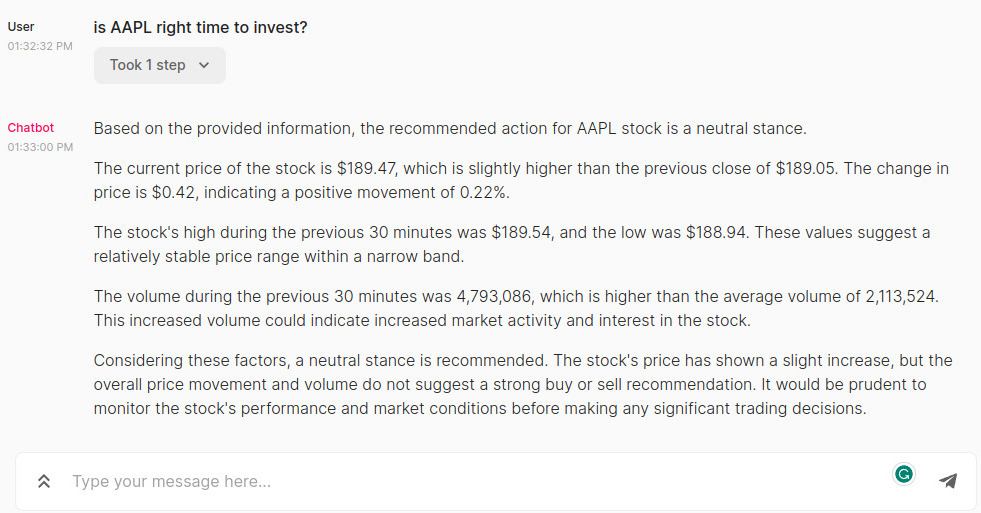 User
is AAPL right time to invest?
01:32:32 PM
Took 1 step
Chatbot
Based on the provided information, the recommended action for AAPL stock is a neutral stance.
01:33:00 PM
The current price of the stock is $189.47, which is slightly higher than the previous close of $189.05. The change in
price is $0.42, indicating a positive movement of 0.22%.
The stock's high during the previous 30 minutes was $189.54, and the low was $188.94. These values suggest a
relatively stable price range within a narrow band.
The volume during the previous 30 minutes was 4,793,086, which is higher than the average volume of 2,113,524.
This increased volume could indicate increased market activity and interest in the stock.
Considering these factors, a neutral stance is recommended. The stock's price has shown a slight increase, but the
overall price movement and volume do not suggest a strong buy or sell recommendation. It would be prudent to
monitor the stock's performance and market conditions before making any significant trading decisions.
Type your message here...